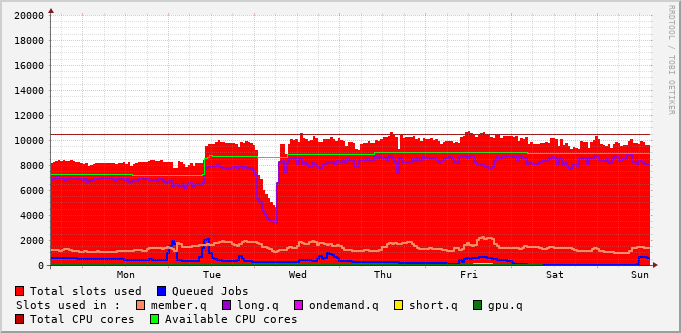 20000
18000
16000
14000
12000
10000
8000
6000
4000
2000
0
Mon Tue Wed Thu Fri Sat Sun
Total slots used Queued Jobs
Slots used in : member.q long.q ondemand.q short.q gpu.q
Total CPU cores Available CPU cores
RRDTOOL / TOBI OETIKER